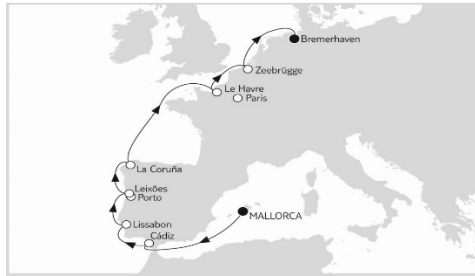 Bremerhaven
Zeebrügge
Le Havre
Paris
La Coruña
Leixões
Porto
Lissabon
Cádiz
MALLORCA